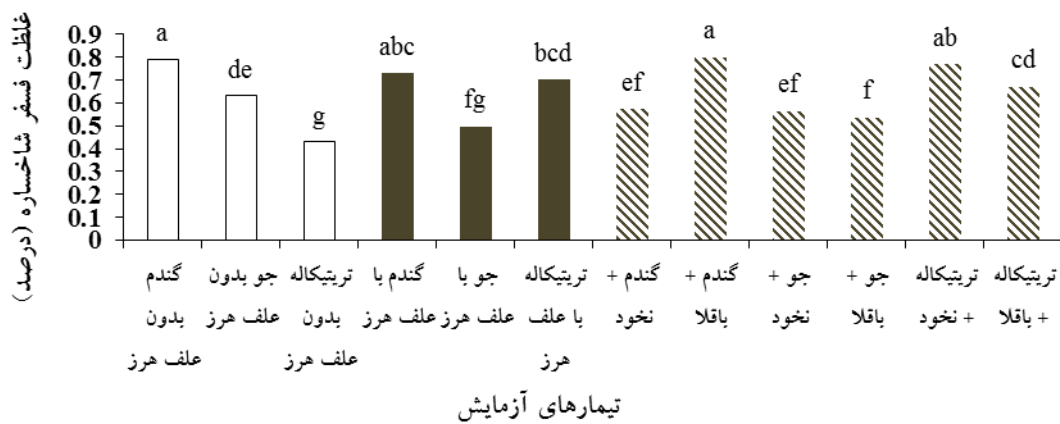 غلظت فسفر شاخساره (درصد)
0.9
0.8
0.7
0.6
0.5
0.4
0.3
0.2
0.1
0
a
de
g
abc
fg
bcd
ef
a
ef
f
ab
cd
گندم
بدون
علف هرز
جو بدون
علف هرز
تریتیکاله
بدون
علف هرز
گندم با
علف هرز
جو با
علف هرز
تریتیکاله
با علف
هرز
گندم +
نخود
گندم +
باقلا
جو +
نخود
جو +
باقلا
تریتیکاله
+ نخود
تریتیکاله
+ باقلا
تیمارهای آزمایش